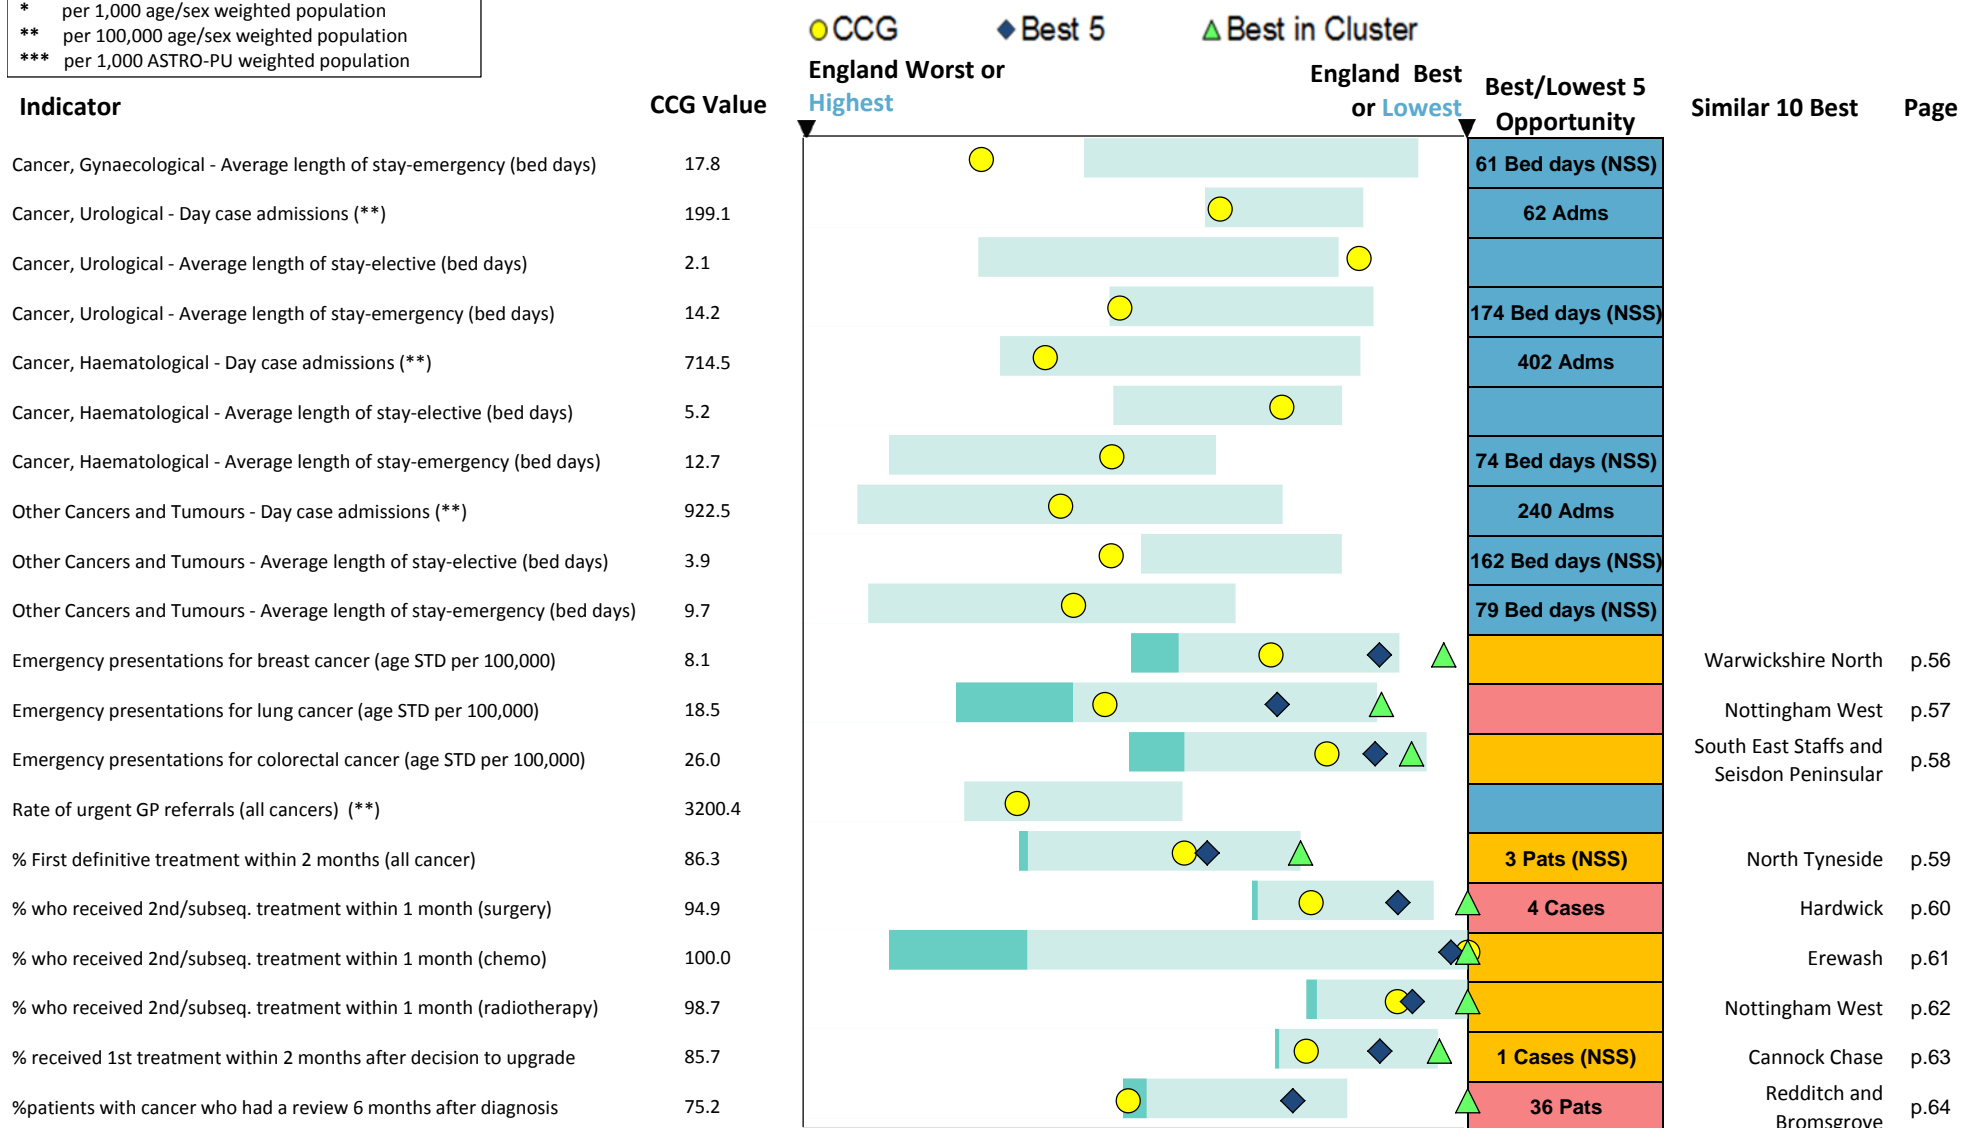 * per 1,000 age/sex weighted population
** per 100,000 age/sex weighted population
*** per 1,000 ASTRO-PU weighted population
CCG Best 5 Best in Cluster
Indicator CCG Value England Worst or Highest England Best or Lowest Best/Lowest 5 Opportunity Similar 10 Best Page
Cancer, Gynaecological - Average length of stay-emergency (bed days) 17.8 61 Bed days (NSS)
Cancer, Urological - Day case admissions (**) 199.1 62 Adms
Cancer, Urological - Average length of stay-elective (bed days) 2.1
Cancer, Urological - Average length of stay-emergency (bed days) 14.2 174 Bed days (NSS)
Cancer, Haematological - Day case admissions (**) 714.5 402 Adms
Cancer, Haematological - Average length of stay-elective (bed days) 5.2
Cancer, Haematological - Average length of stay-emergency (bed days) 12.7 74 Bed days (NSS)
Other Cancers and Tumours - Day case admissions (**) 922.5 240 Adms
Other Cancers and Tumours - Average length of stay-elective (bed days) 3.9 162 Bed days (NSS)
Other Cancers and Tumours - Average length of stay-emergency (bed days) 9.7 79 Bed days (NSS)
Emergency presentations for breast cancer (age STD per 100,000) 8.1 Warwickshire North p.56
Emergency presentations for lung cancer (age STD per 100,000) 18.5 Nottingham West p.57
Emergency presentations for colorectal cancer (age STD per 100,000) 26.0 South East Staffs and Seisdon Peninsular p.58
Rate of urgent GP referrals (all cancers) (**) 3200.4
% First definitive treatment within 2 months (all cancer) 86.3 3 Pats (NSS) North Tyneside p.59
% who received 2nd/subseq. treatment within 1 month (surgery) 94.9 4 Cases Hardwick p.60
% who received 2nd/subseq. treatment within 1 month (chemo) 100.0 Erewash p.61
% who received 2nd/subseq. treatment within 1 month (radiotherapy) 98.7 Nottingham West p.62
% received 1st treatment within 2 months after decision to upgrade 85.7 1 Cases (NSS) Cannock Chase p.63
%patients with cancer who had a review 6 months after diagnosis 75.2 36 Pats Redditch and Bromsgrove p.64